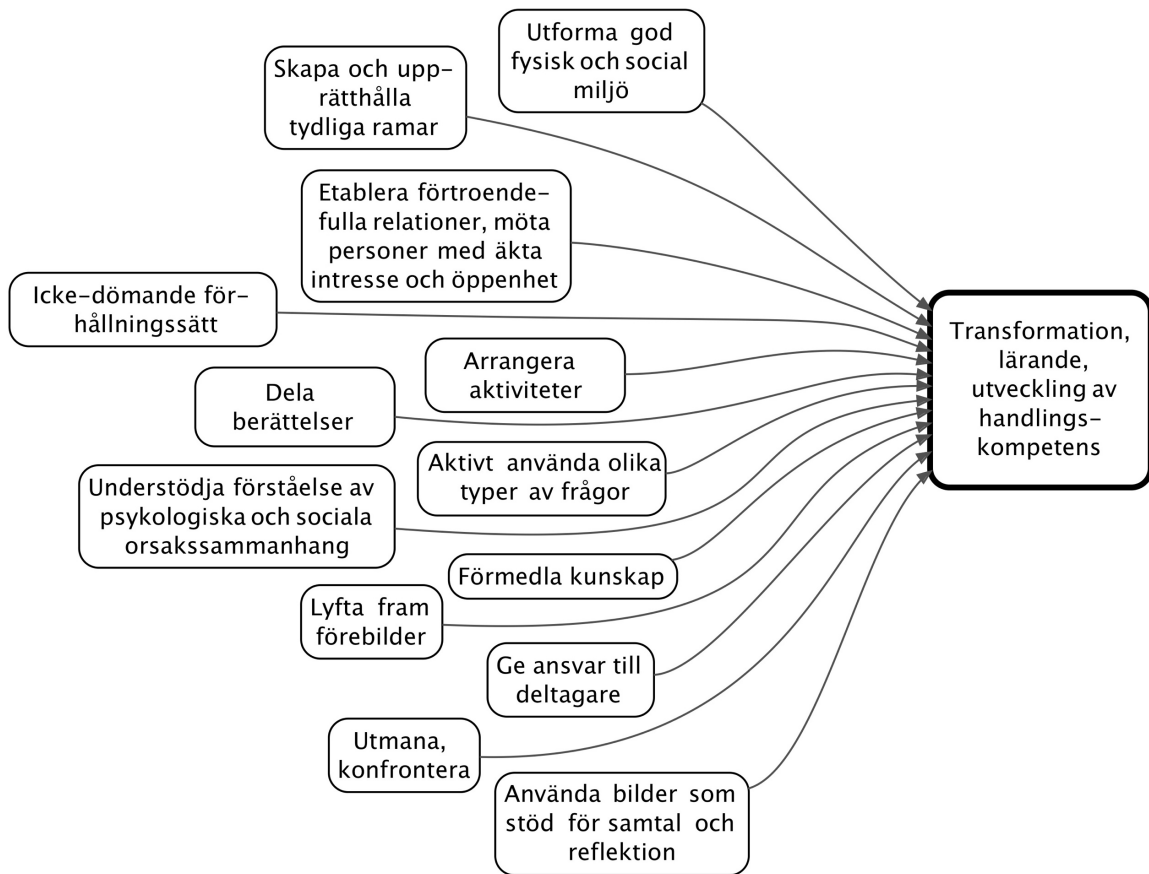 Utforma god
fysisk och social
miljö
Skapa och upp-
rätthålla
tydliga ramar
Etablera förtroende-
fulla relationer, möta
personer med äkta
intresse och öppenhet
Icke-dömande för-
hållningssätt
Arrangera
aktiviteter
Dela
berättelser
Aktivt använda olika
typer av frågor
Understödja förståelse av
psykologiska och sociala
orsakssammanhang
Förmedla kunskap
Lyfta fram
förebilder
Ge ansvar till
deltagare
Utmana,
konfrontera
Använda bilder som
stöd för samtal och
reflektion
Transformation,
lärande,
utveckling av
handlings-
kompetens